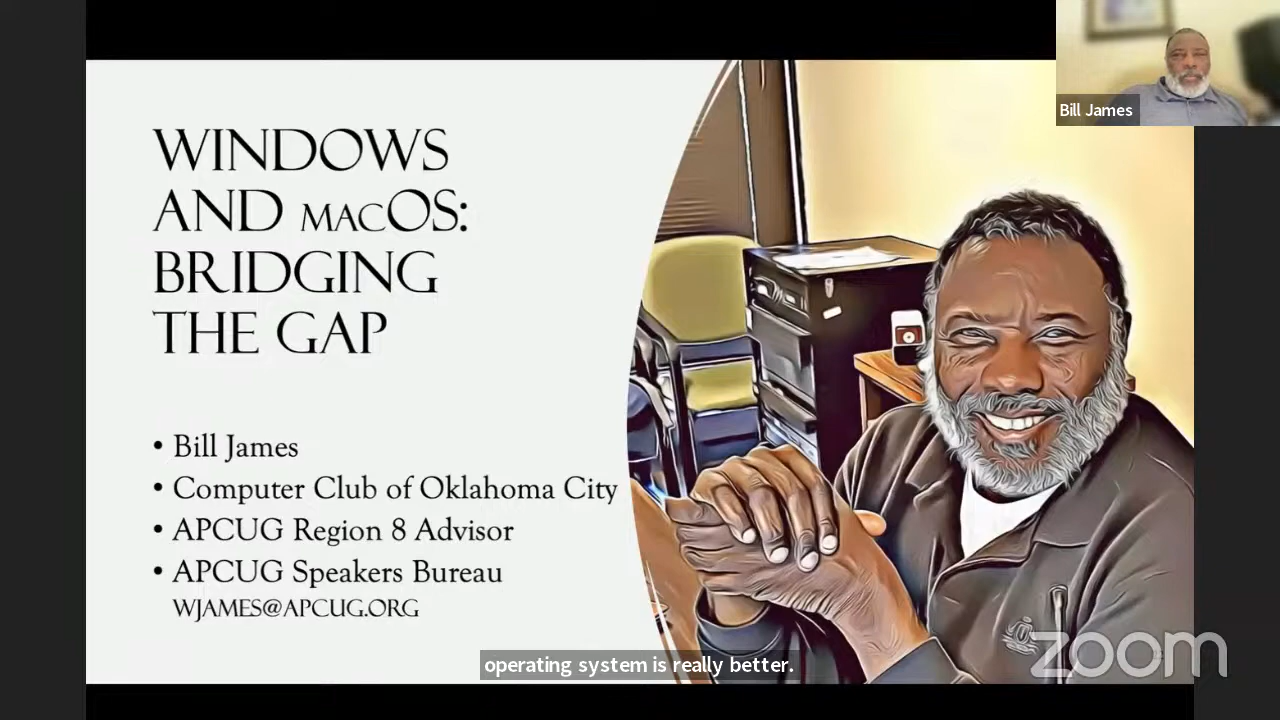 WINDOWS
AND MACOS:
BRIDGING
THE GAP
• Bill James
• Computer Club of Oklahoma City
• APCUG Region 8 Advisor
• APCUG Speakers Bureau
WJAMES@APCUG.ORG
Bill James
operating system is really better.
zoom